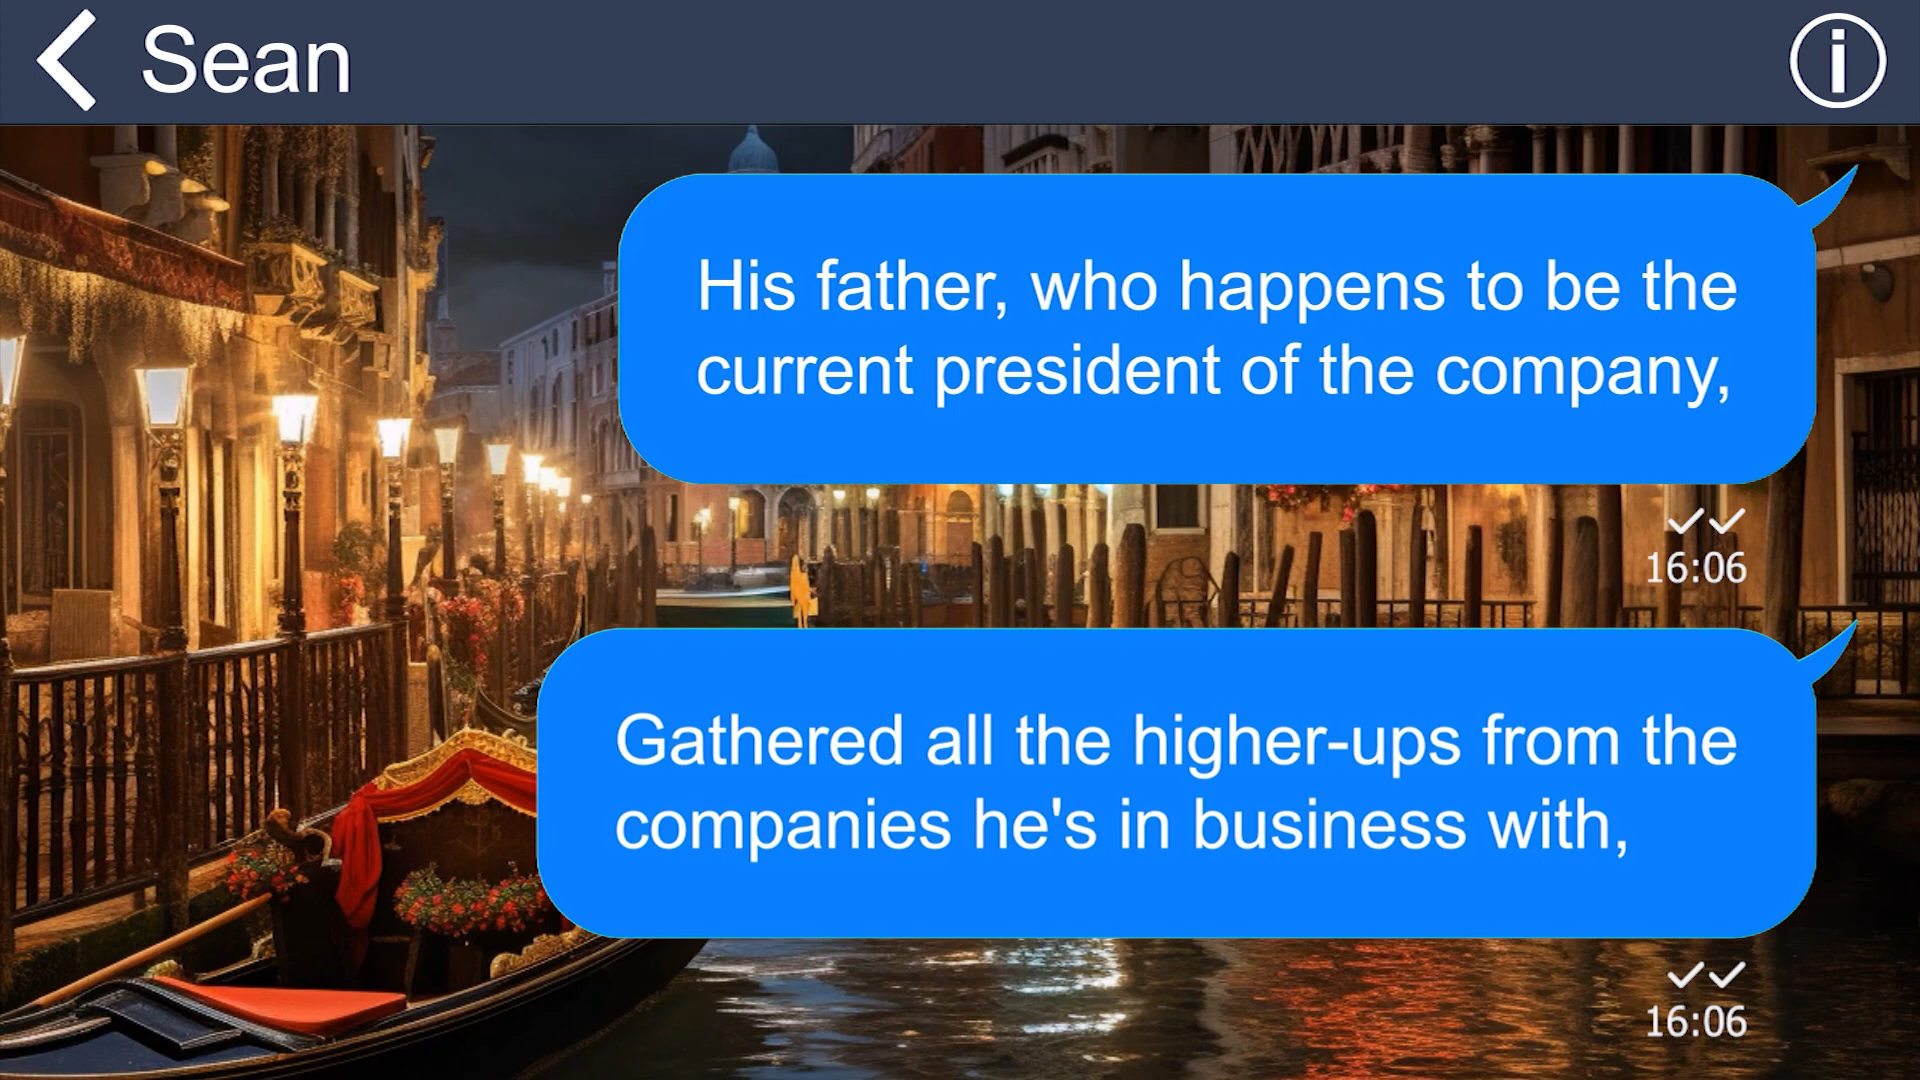 Sean
His father, who happens to be the
current president of the company,
16:06
Gathered all the higher-ups from the
companies he's in business with,
16:06